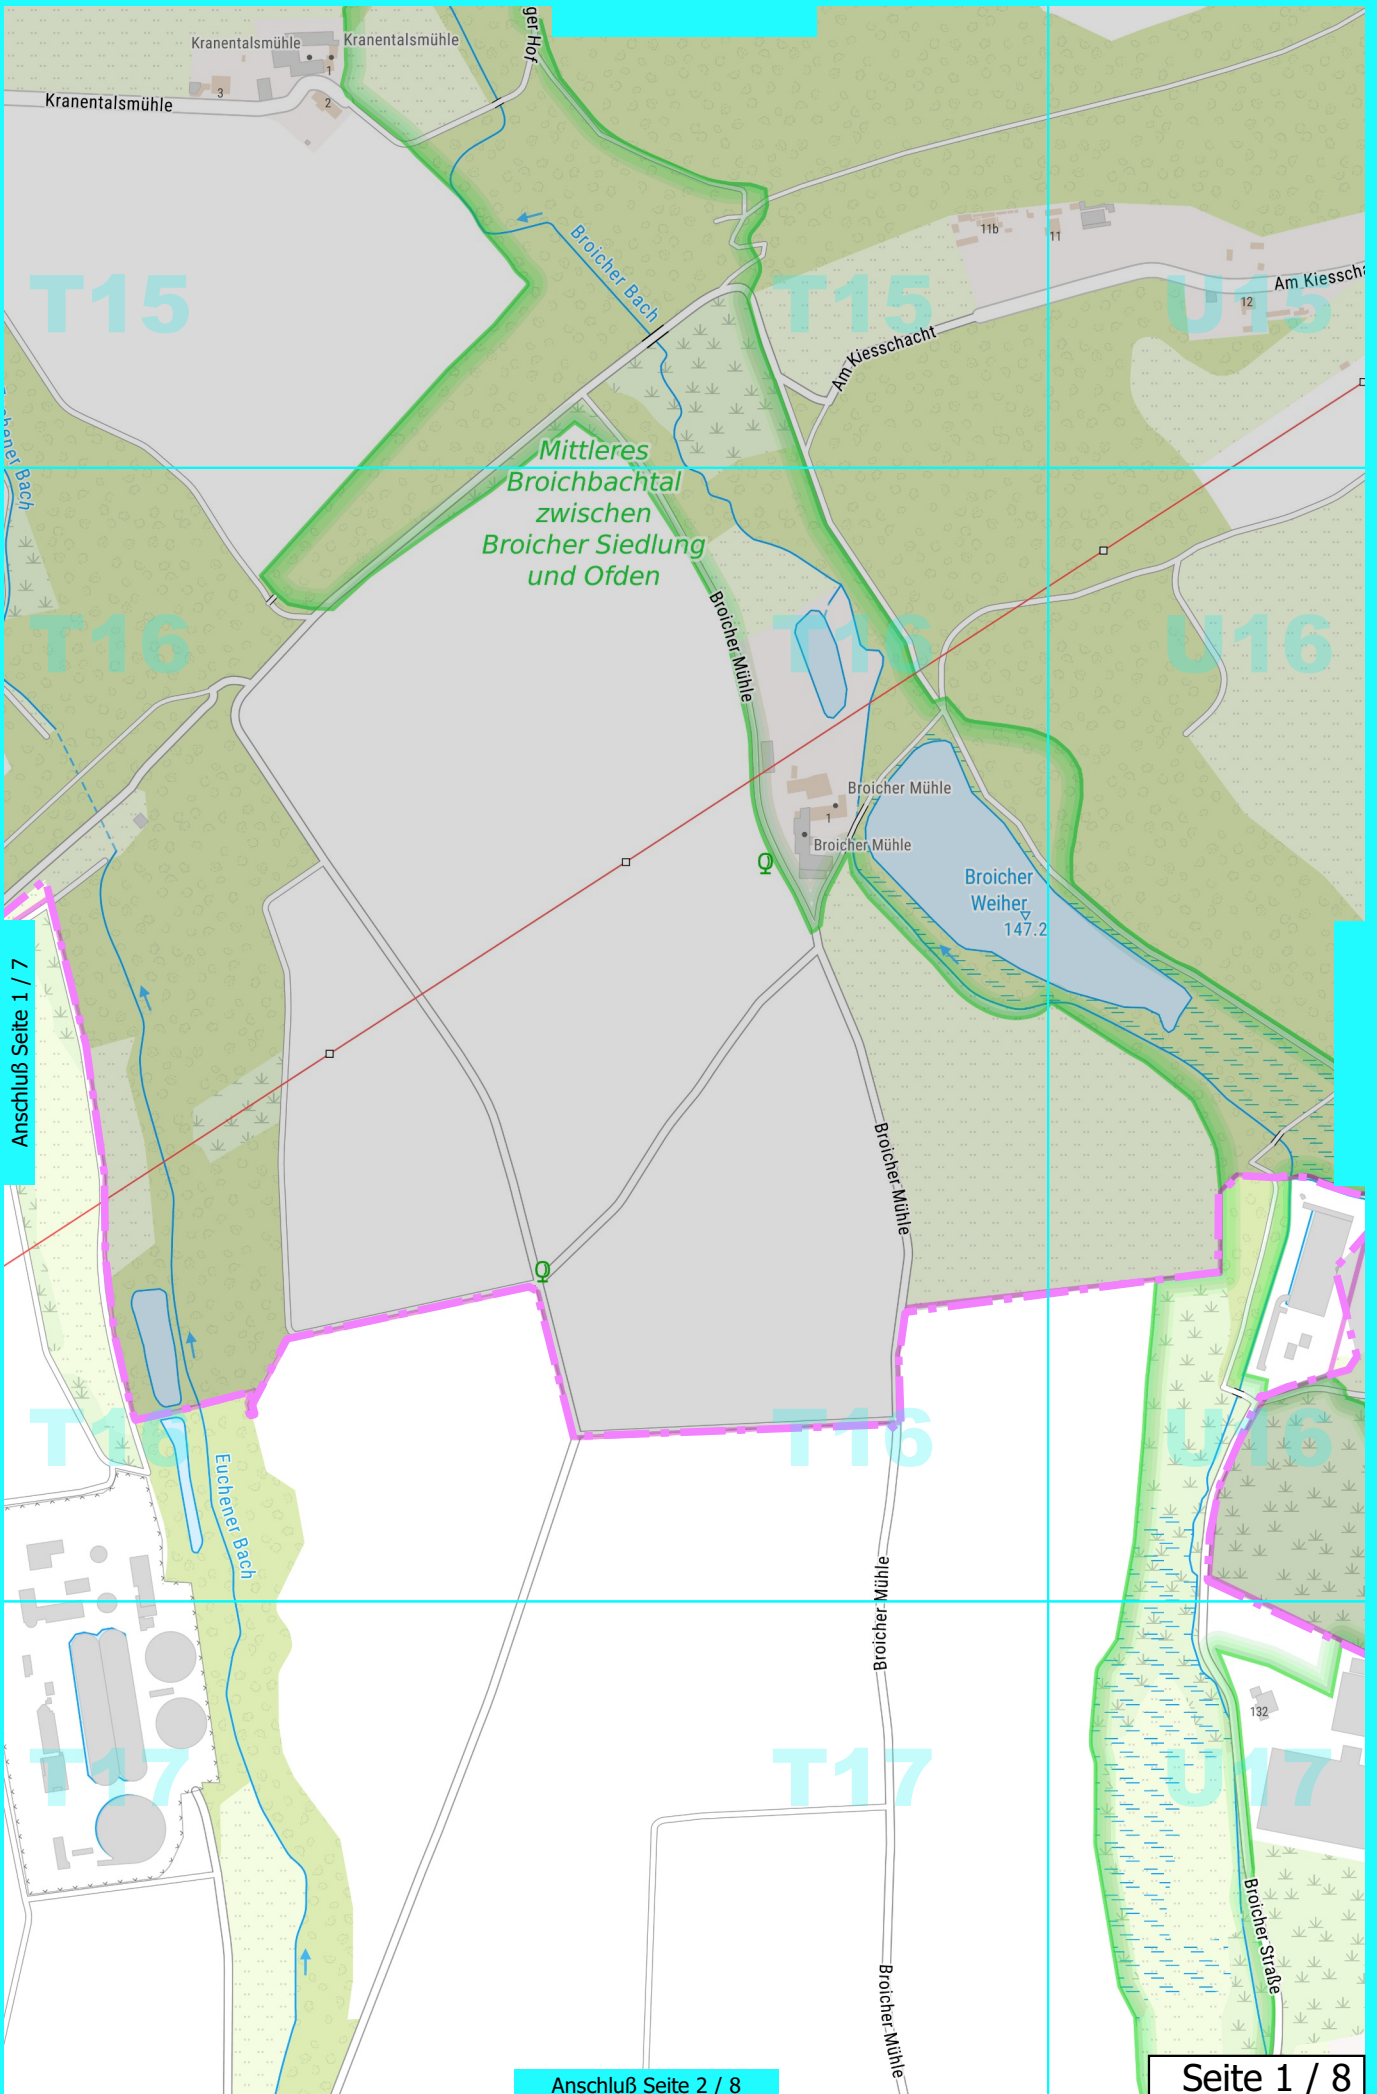 ger Hof
Kranentalsmühle
Kranentalsmühle
1
3
2
Kranentalsmühle
Broicher Bach
11b
11
T15
T15
U15
Am Kiesscha
12
Am Kiesschacht
Mittleres
Broichbachtal
zwischen
Broicher Siedlung
und Ofden
T16
T16
U16
Broicher Mühle
Broicher Mühle
1
Broicher Mühle
Broicher
Weiher
147.2
Anschluß Seite 1 / 7
Broicher Mühle
T16
T16
U16
Euchener Bach
Broicher Mühle
132
T17
T17
U17
Broicher Straße
Broicher Mühle
Anschluß Seite 2 / 8
Seite 1 / 8